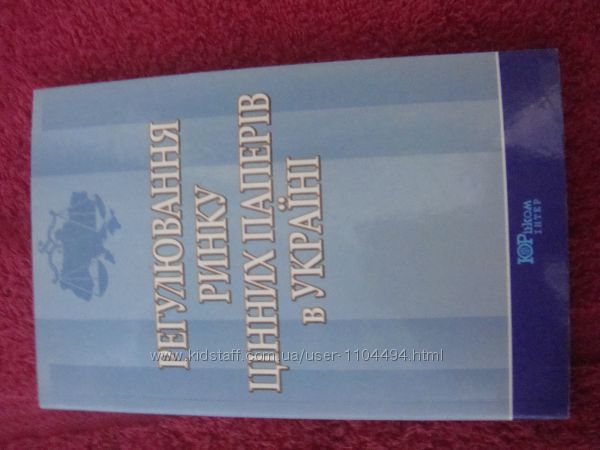 РЕГУЛЮВАННЯ
РИНКУ
ЦІННИХ ПАПЕРІВ
В УКРАЇНІ
ЮРінком
ІНТЕР
www.kidstaff.com.ua/user-1104494.html